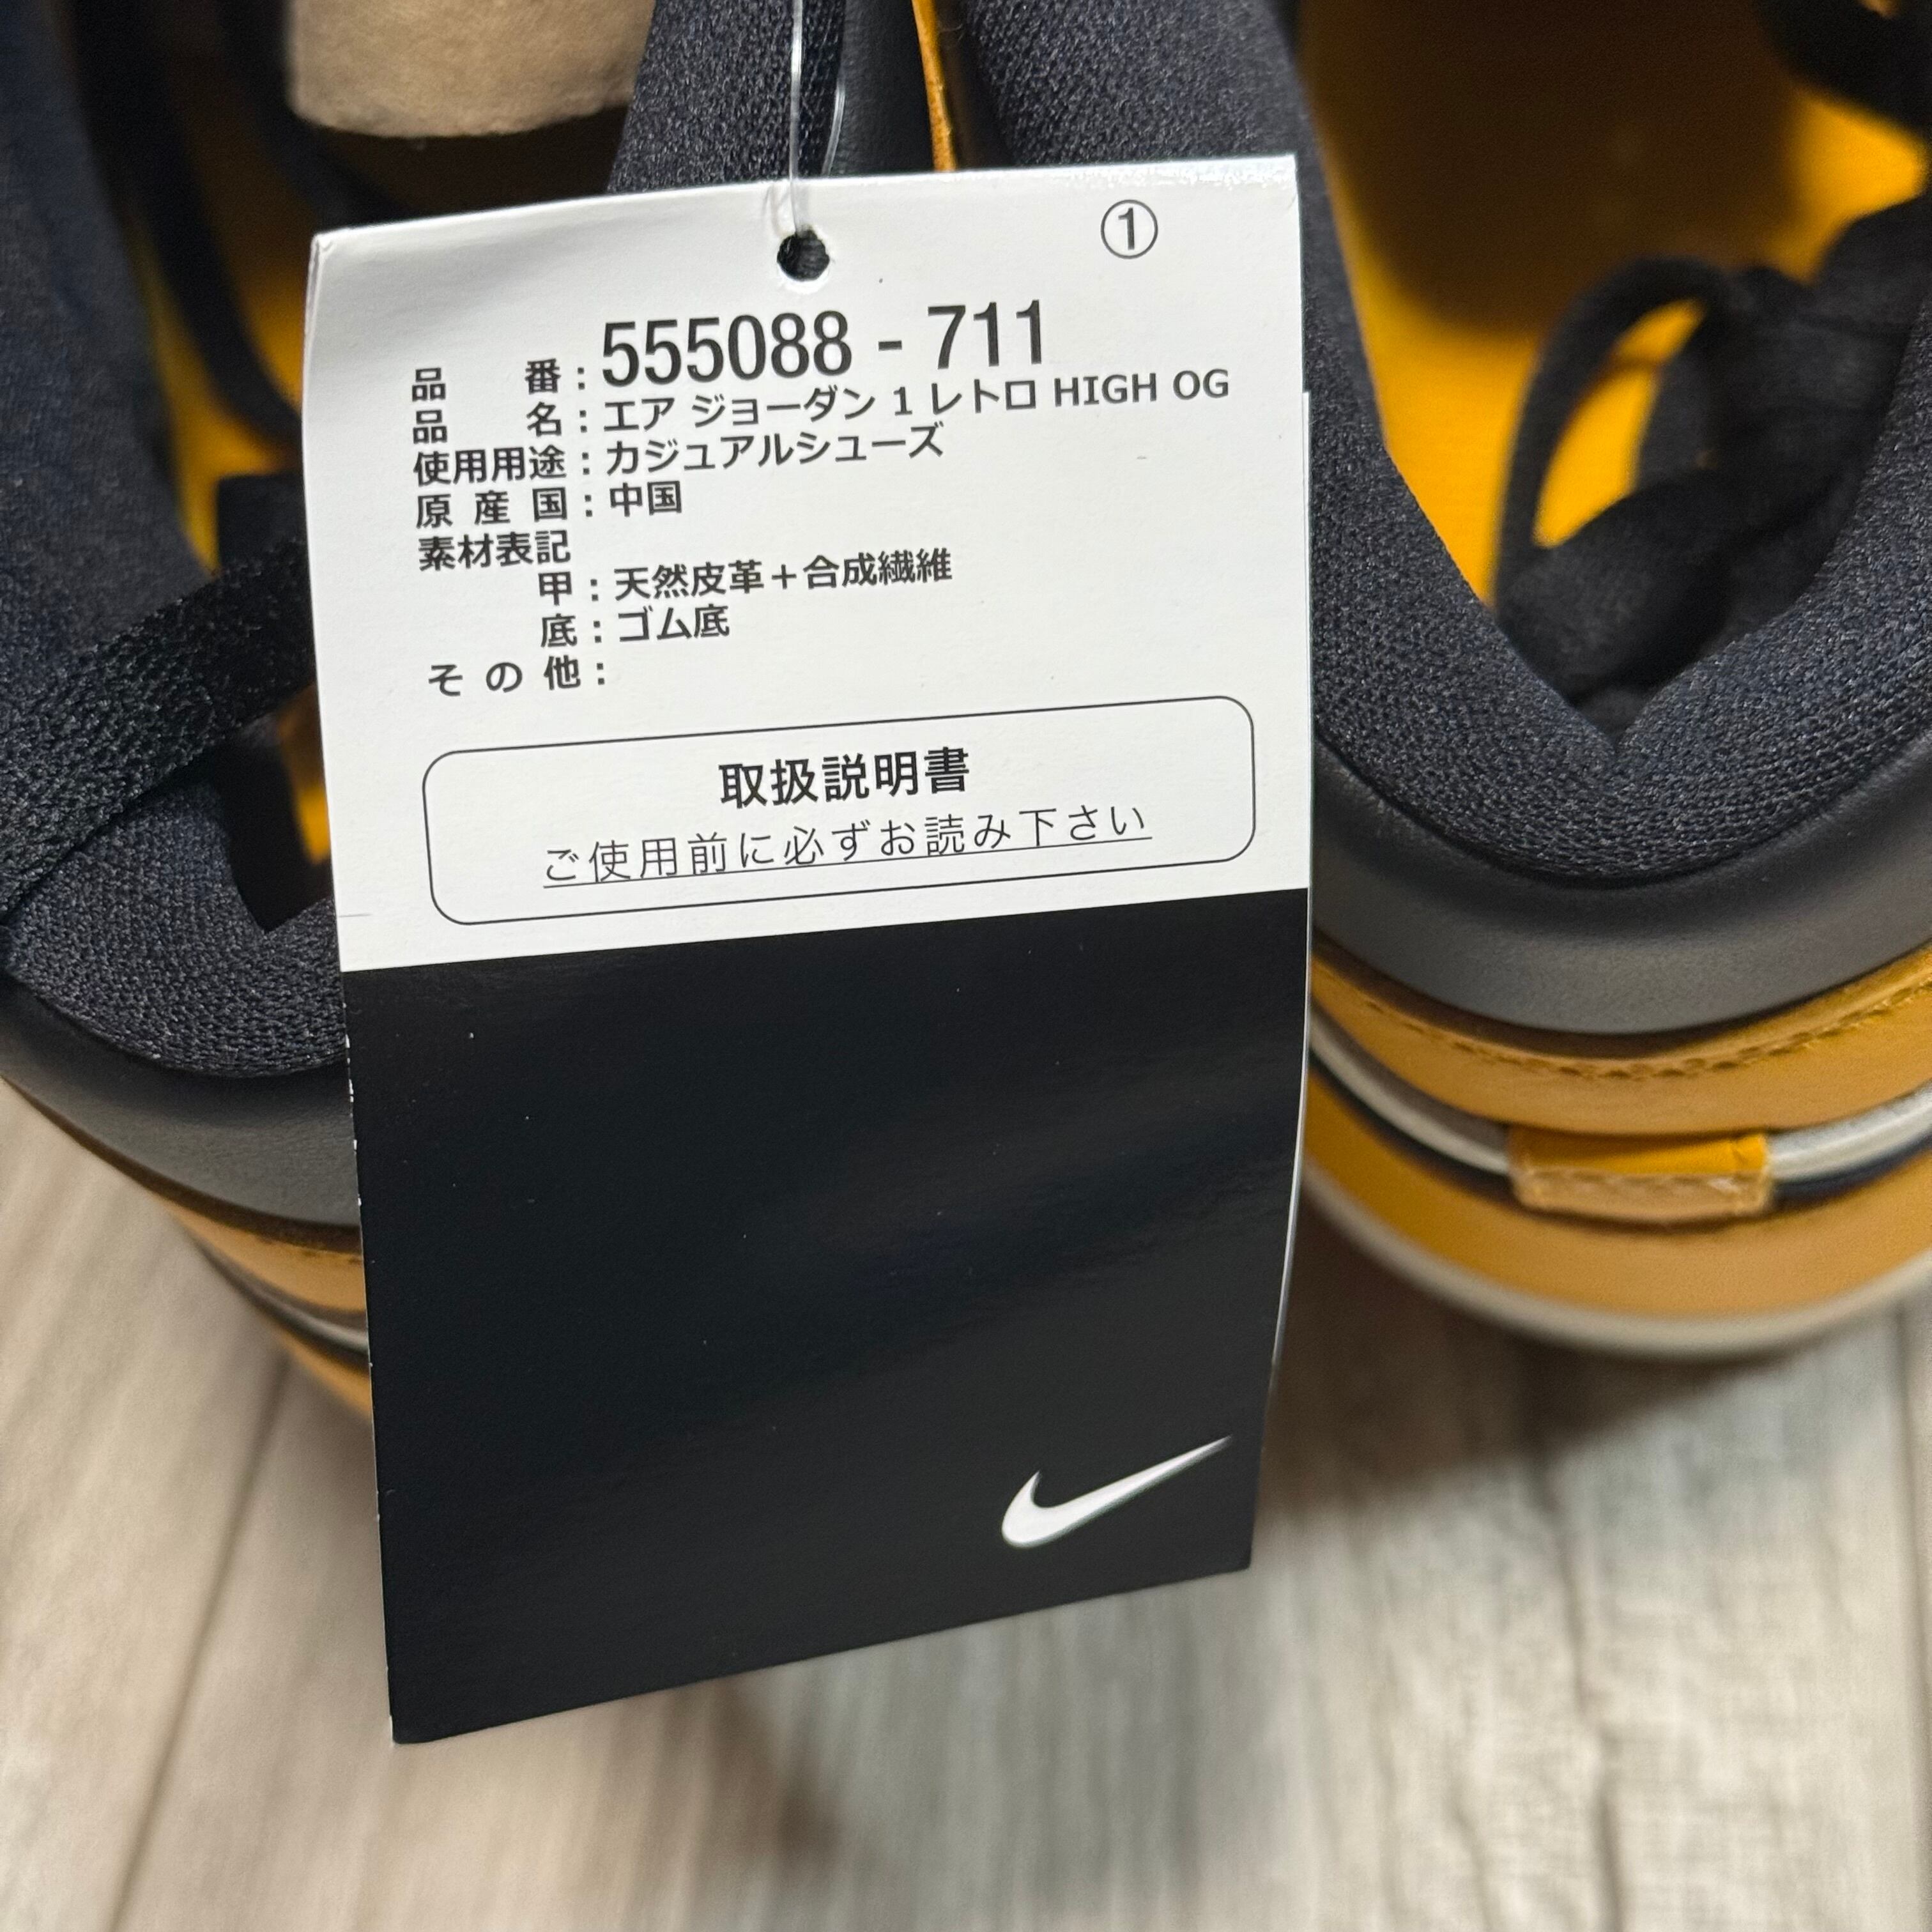 ①
品番：555088 - 711
品名：エア ジョーダン 1 レトロ HIGH OG
使用用途：カジュアルシューズ
原産国：中国
素材表記
甲：天然皮革＋合成繊維
底：ゴム底
その他：
取扱説明書
ご使用前に必ずお読み下さい